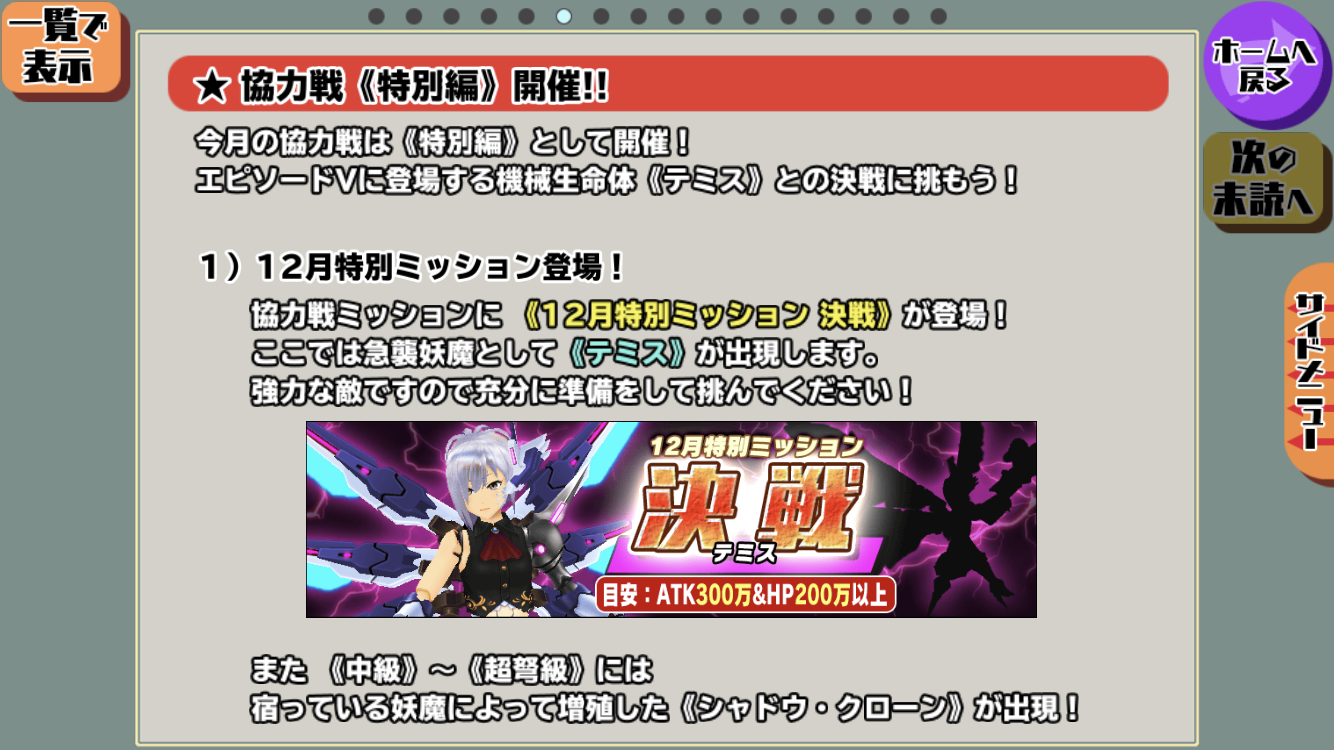 一覧で
表示
ホームへ
戻る
次の
未読へ
サイドメニュー
★ 協力戦《特別編》開催!!
今月の協力戦は《特別編》として開催！
エピソードVに登場する機械生命体《テミス》との決戦に挑もう！
１）１２月特別ミッション登場！
協力戦ミッションに 《１２月特別ミッション 決戦》が登場！
ここでは急襲妖魔として《テミス》が出現します。
強力な敵ですので充分に準備をして挑んでください！
12月特別ミッション
決戦
テミス
目安：ATK300万&HP200万以上
また 《中級》～《超弩級》には
宿っている妖魔によって増殖した《シャドウ・クローン》が出現！